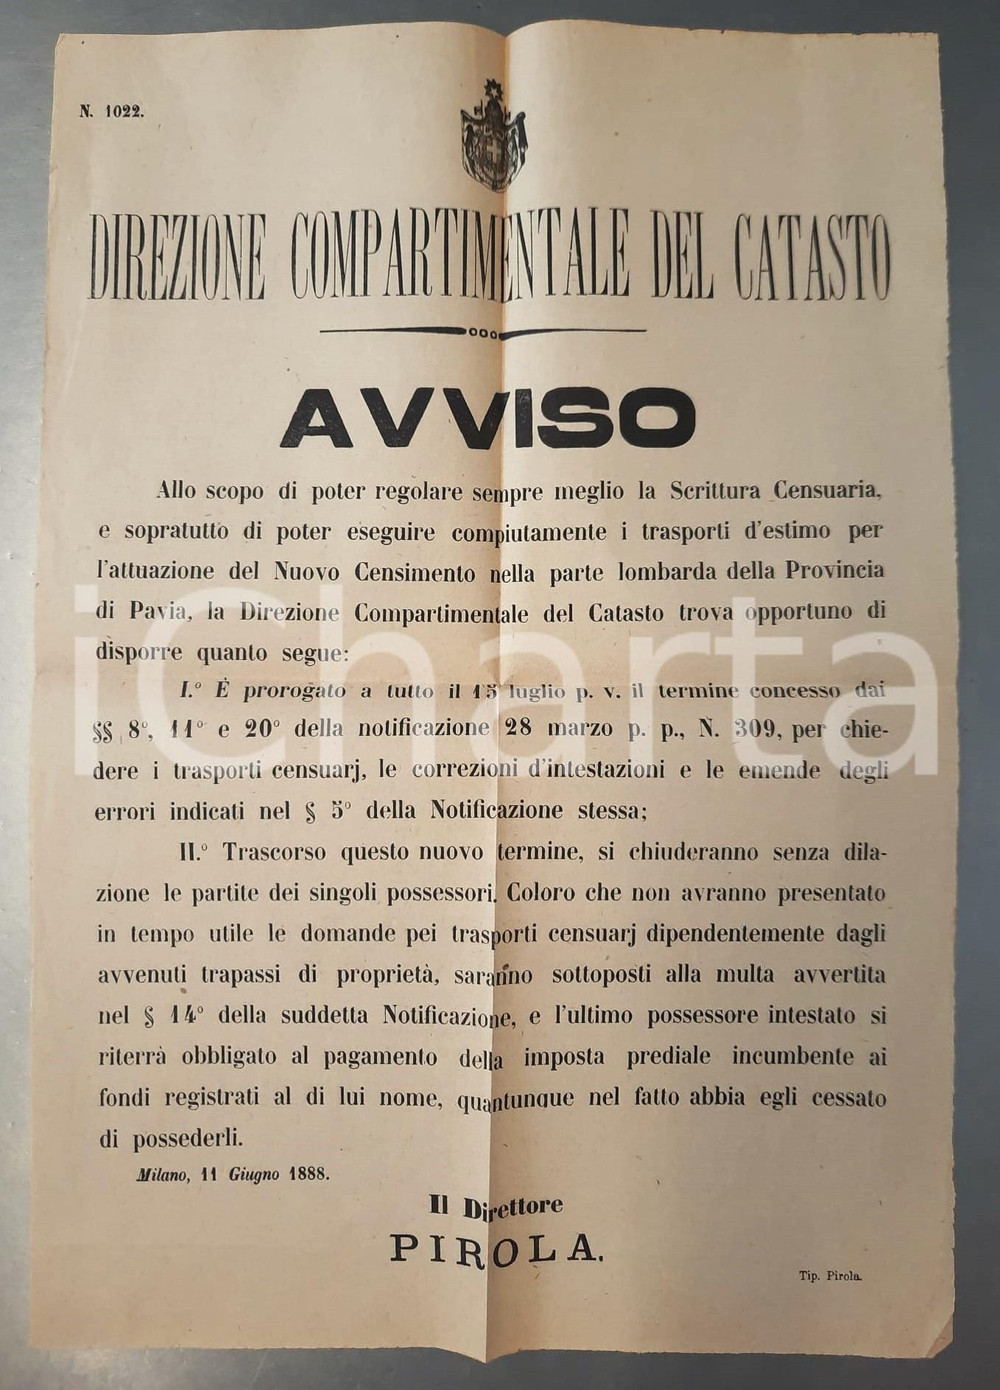 N. 1022.
DIREZIONE COMPARTIMENTALE DEL CATASTO
AVVISO
Allo scopo di poter regolare sempre meglio la Scrittura Censuaria,
e sopratutto di poter eseguire compiutamente i trasporti d'estimo per
l'attuazione del Nuovo Censimento nella parte lombarda della Provincia
di Pavia, la Direzione Compartimentale del Catasto trova opportuno di
disporre quanto segue:
I.° È prorogato a tutto il 15 luglio p. v. il termine concesso dai
§§ 8°, 11° e 20° della notificazione 28 marzo p. p., N. 309, per chie-
dere i trasporti censuarj, le correzioni d'intestazioni e le emende degli
errori indicati nel § 5° della Notificazione stessa;
II.° Trascorso questo nuovo termine, si chiuderanno senza dila-
zione le partite dei singoli possessori. Coloro che non avranno presentato
in tempo utile le domande pei trasporti censuarj dipendentemente dagli
avvenuti trapassi di proprietà, saranno sottoposti alla multa avvertita
nel § 14° della suddetta Notificazione, e l'ultimo possessore intestato si
riterrà obbligato al pagamento della imposta prediale incumbente ai
fondi registrati al di lui nome, quantunque nel fatto abbia egli cessato
di possederli.
Milano, 11 Giugno 1888.
Il Direttore
PIROLA.
Tip. Pirola.
iCharta